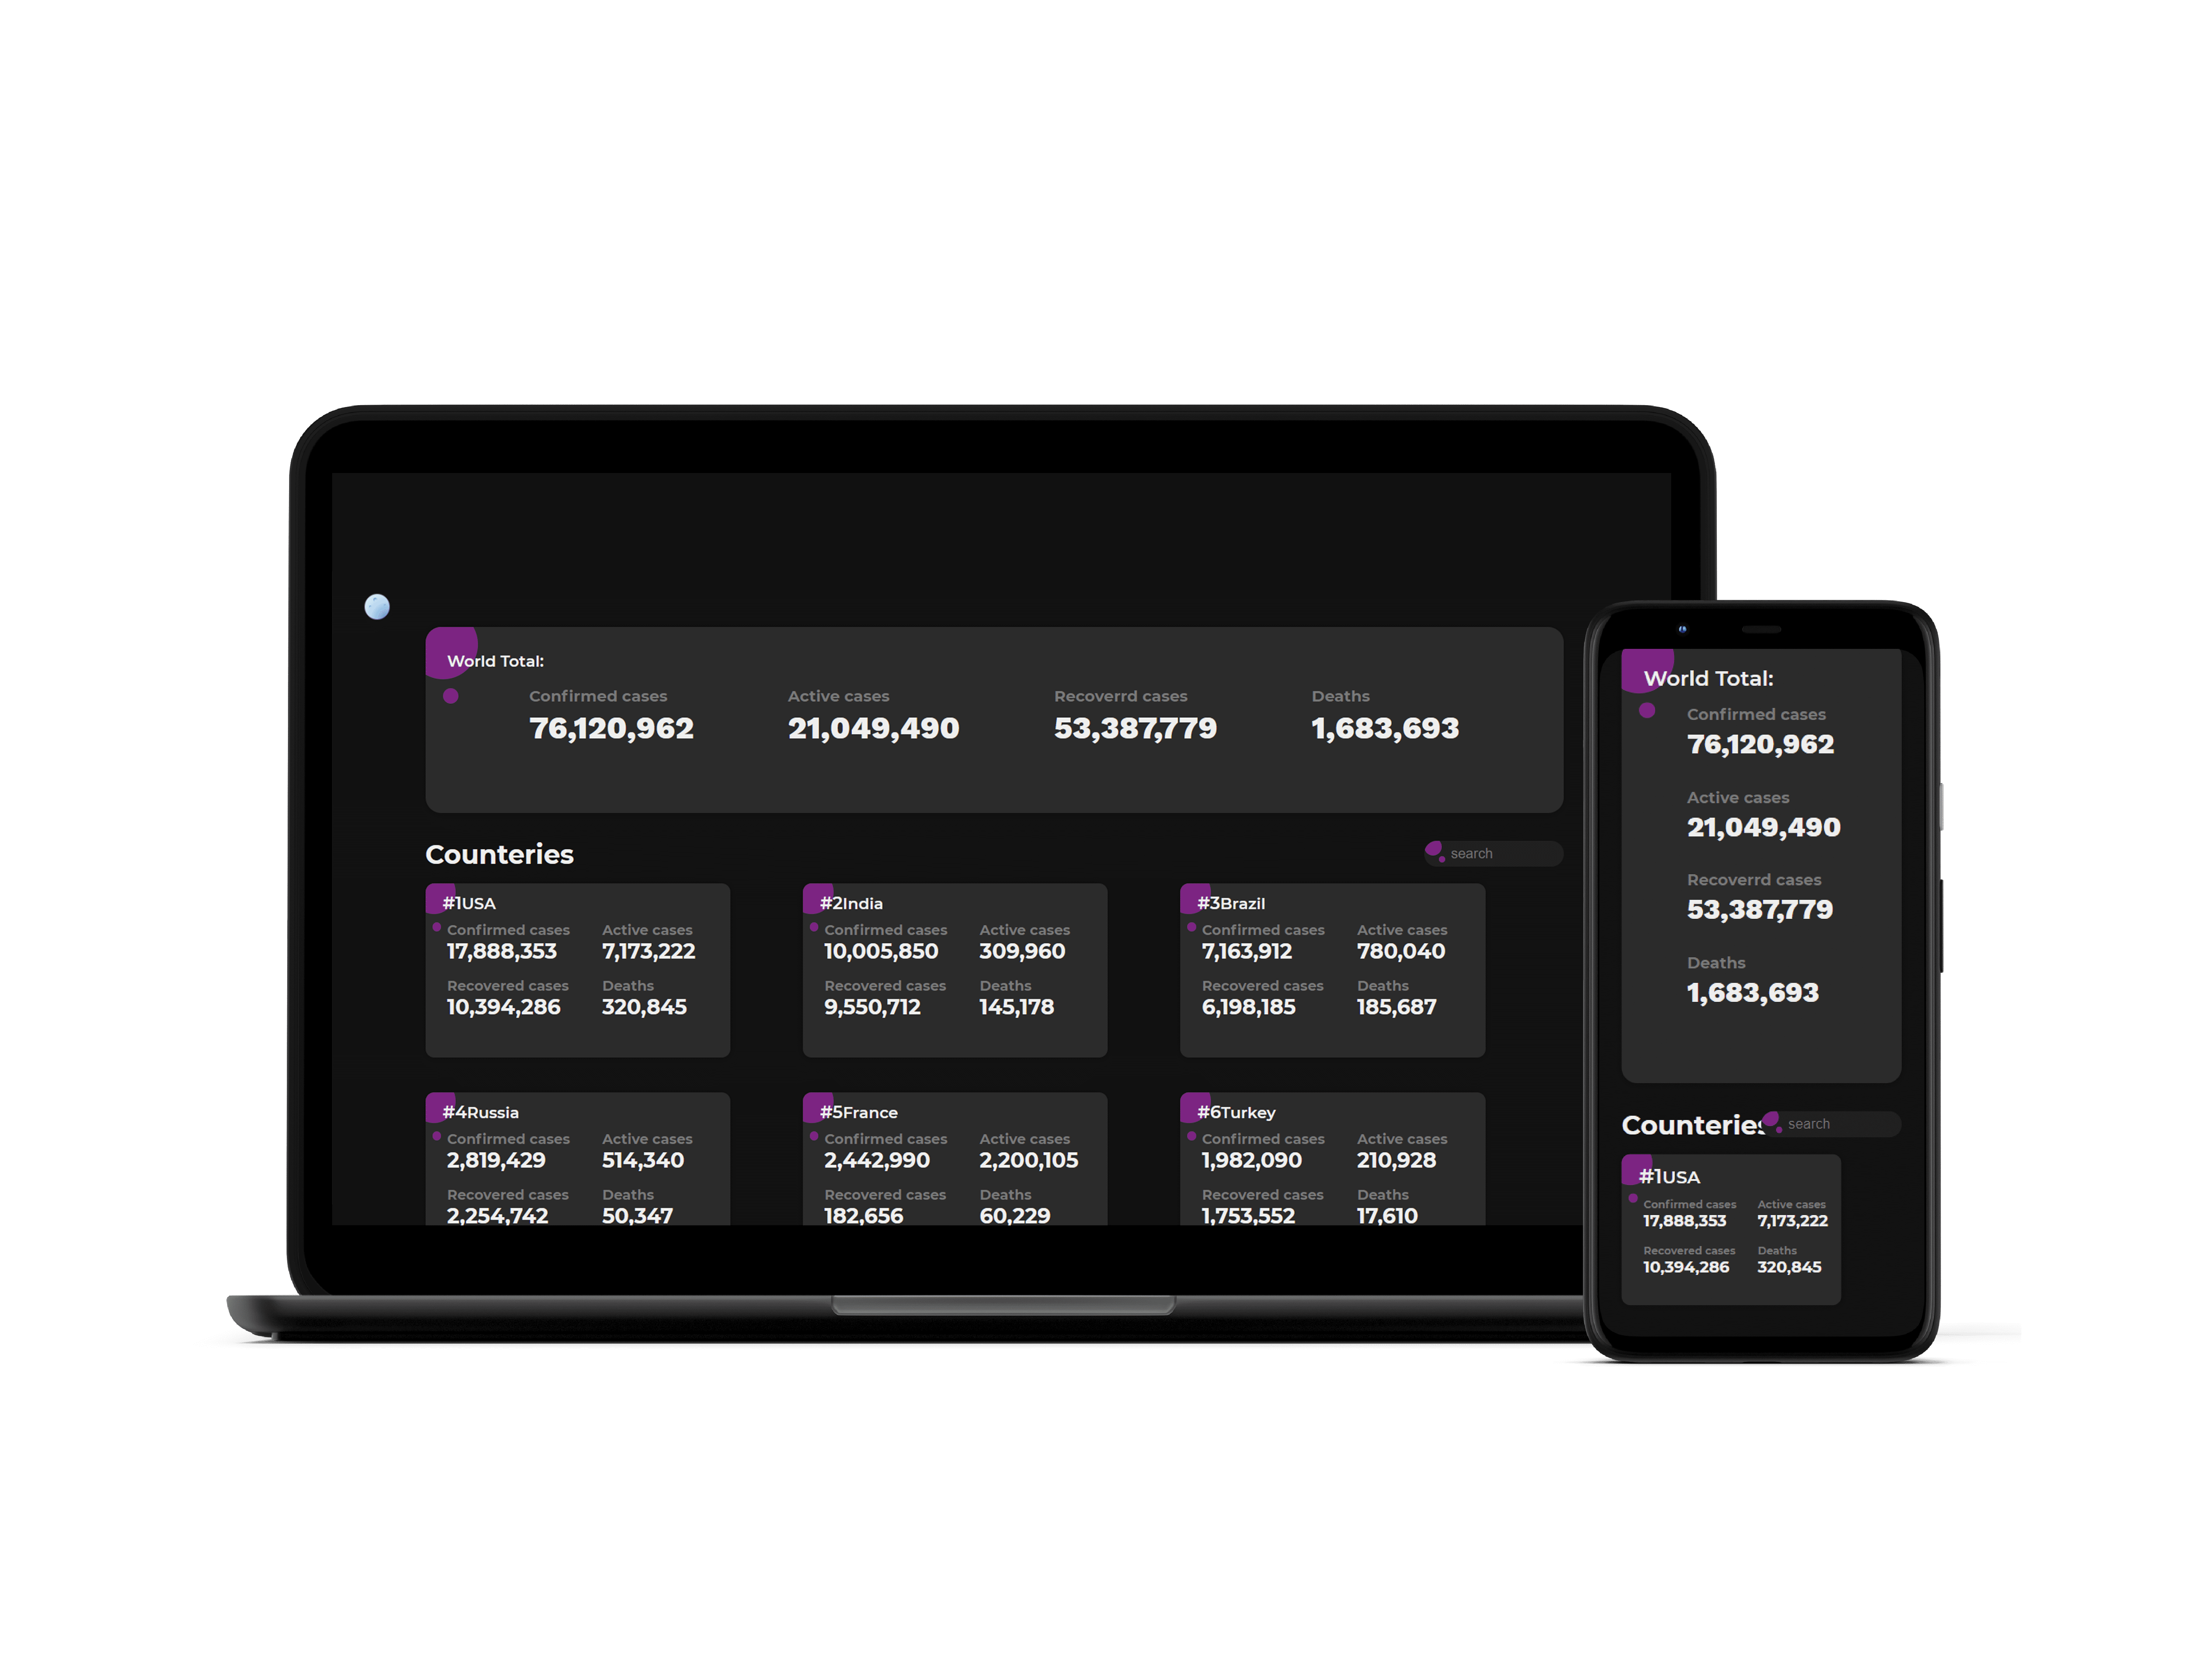 World Total:
Confirmed cases Active cases Recoverrd cases Deaths
76,120,962 21,049,490 53,387,779 1,683,693
Counteries search
#1USA #2India #3Brazil
Confirmed cases Active cases Confirmed cases Active cases Confirmed cases Active cases
17,888,353 7,173,222 10,005,850 309,960 7,163,912 780,040
Recovered cases Deaths Recovered cases Deaths Recovered cases Deaths
10,394,286 320,845 9,550,712 145,178 6,198,185 185,687
#4Russia #5France #6Turkey
Confirmed cases Active cases Confirmed cases Active cases Confirmed cases Active cases
2,819,429 514,340 2,442,990 2,200,105 1,982,090 210,928
Recovered cases Deaths Recovered cases Deaths Recovered cases Deaths
2,254,742 50,347 182,656 60,229 1,753,552 17,610
World Total:
Confirmed cases
76,120,962
Active cases
21,049,490
Recoverrd cases
53,387,779
Deaths
1,683,693
Counteries search
#1USA
Confirmed cases Active cases
17,888,353 7,173,222
Recovered cases Deaths
10,394,286 320,845